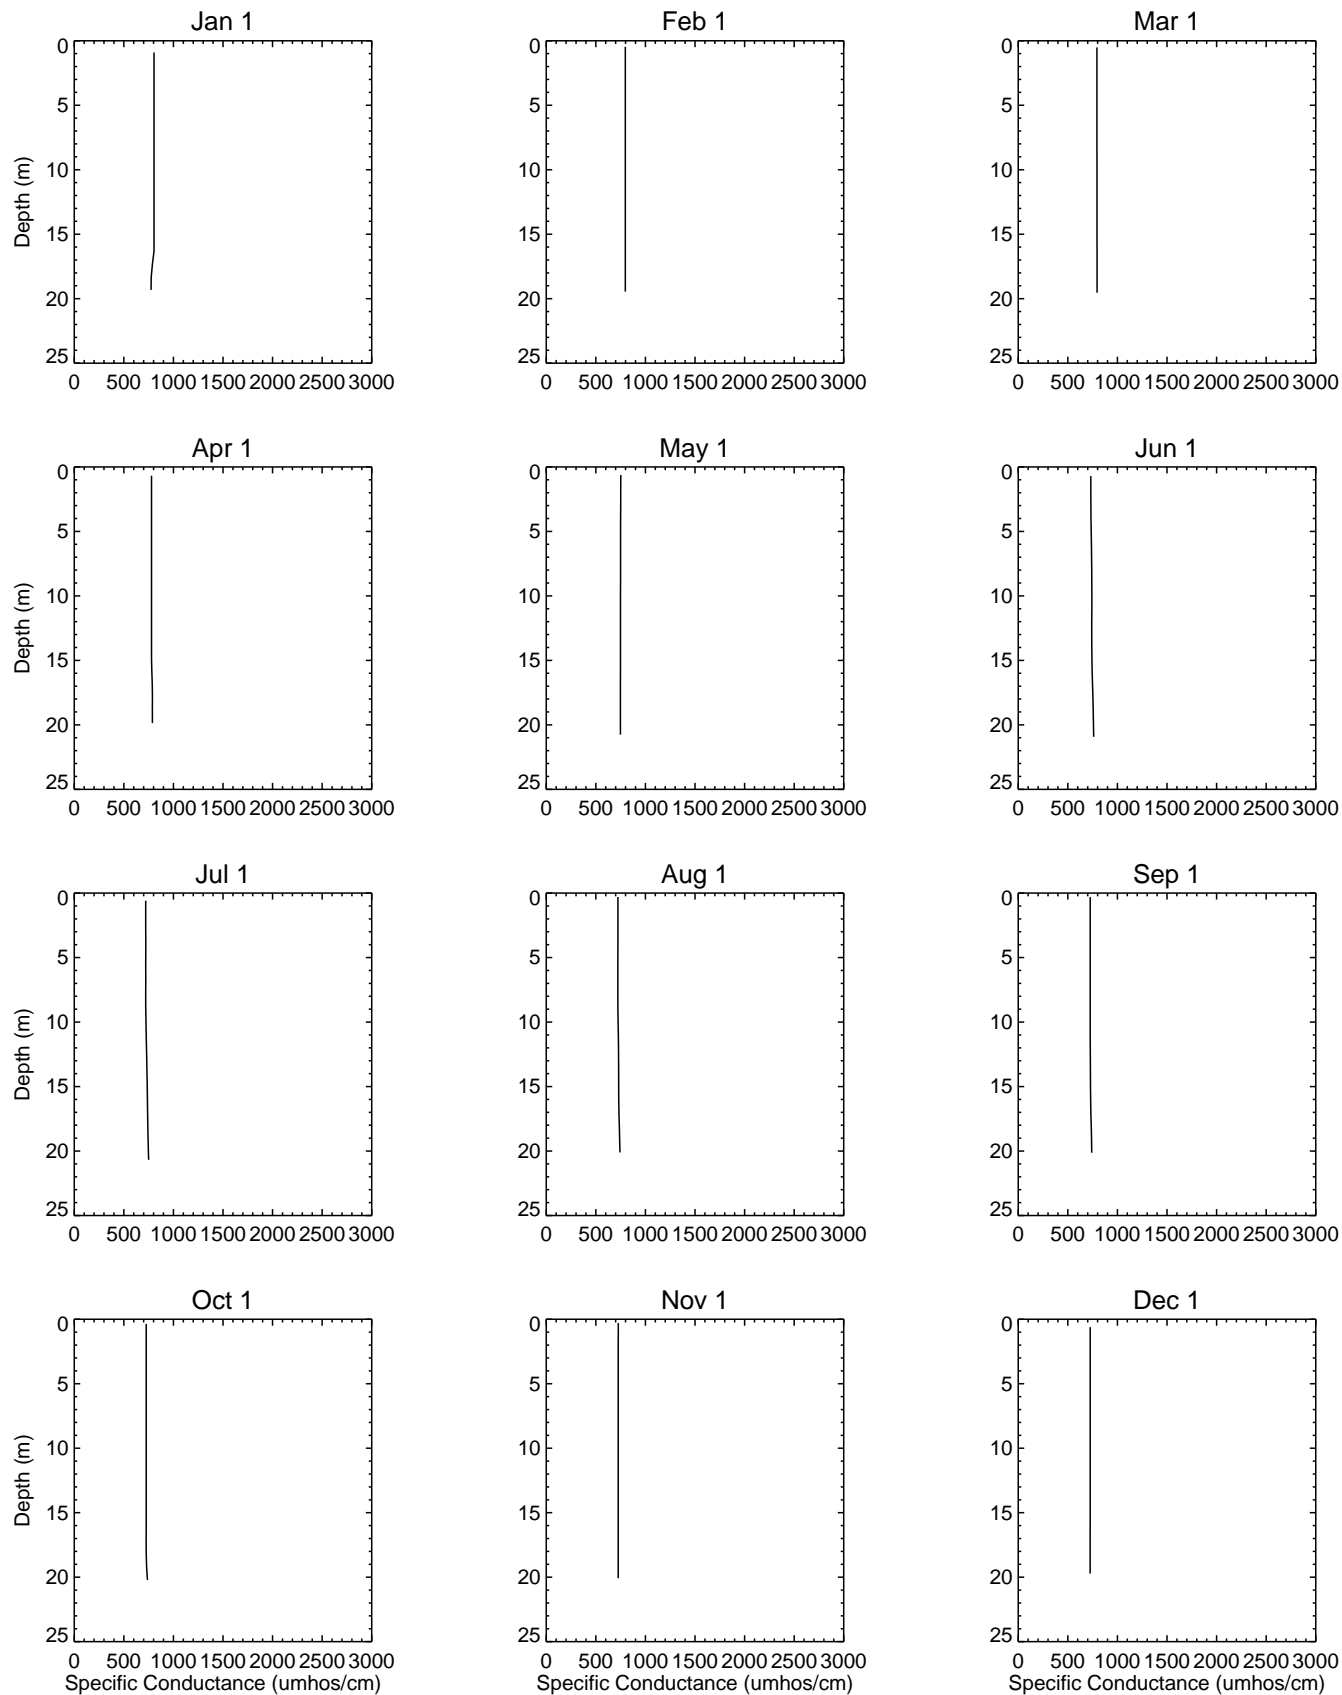 Jan 1 Feb 1 Mar 1
0 0 0
5 5 5
10 10 10
15 15 15
20 20 20
25 25 25
Depth (m)
0 500 1000 1500 2000 2500 3000 0 500 1000 1500 2000 2500 3000 0 500 1000 1500 2000 2500 3000
Apr 1 May 1 Jun 1
0 0 0
5 5 5
10 10 10
15 15 15
20 20 20
25 25 25
Depth (m)
0 500 1000 1500 2000 2500 3000 0 500 1000 1500 2000 2500 3000 0 500 1000 1500 2000 2500 3000
Jul 1 Aug 1 Sep 1
0 0 0
5 5 5
10 10 10
15 15 15
20 20 20
25 25 25
Depth (m)
0 500 1000 1500 2000 2500 3000 0 500 1000 1500 2000 2500 3000 0 500 1000 1500 2000 2500 3000
Oct 1 Nov 1 Dec 1
0 0 0
5 5 5
10 10 10
15 15 15
20 20 20
25 25 25
Depth (m)
0 500 1000 1500 2000 2500 3000 0 500 1000 1500 2000 2500 3000 0 500 1000 1500 2000 2500 3000
Specific Conductance (umhos/cm) Specific Conductance (umhos/cm) Specific Conductance (umhos/cm)